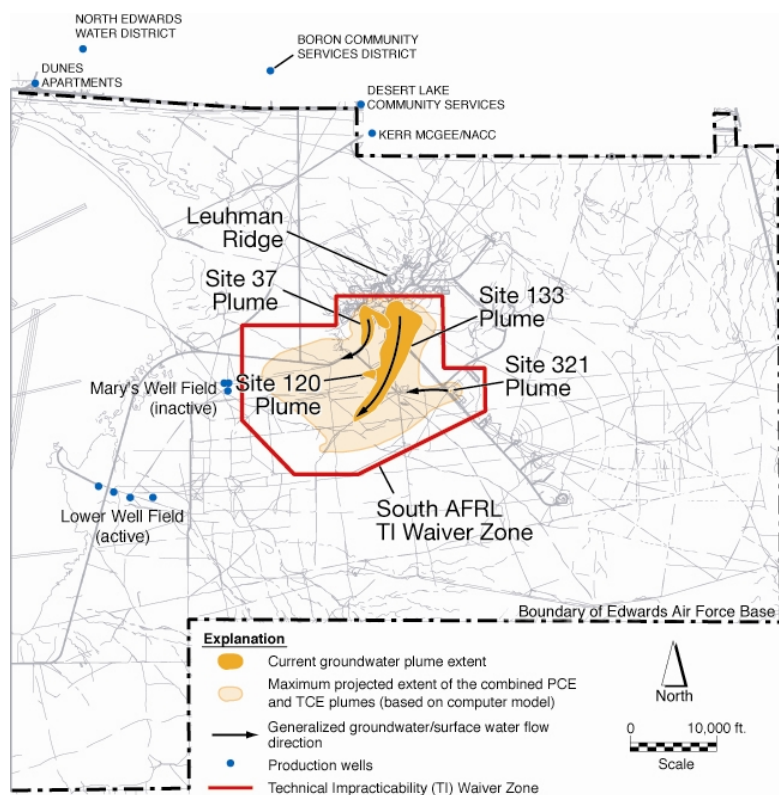 NORTH EDWARDS
WATER DISTRICT
BORON COMMUNITY
SERVICES DISTRICT
DUNES
APARTMENTS
DESERT LAKE
COMMUNITY SERVICES
KERR MCGEE/NACC
Leuhman
Ridge
Site 37
Plume
Site 133
Plume
Site 321
Plume
Mary's Well Field
(inactive)
Site 120
Plume
South AFRL
TI Waiver Zone
Lower Well Field
(active)
Boundary of Edwards Air Force Base
Explanation
Current groundwater plume extent
Maximum projected extent of the combined PCE
and TCE plumes (based on computer model)
Generalized groundwater/surface water flow
direction
Production wells
Technical Impracticability (TI) Waiver Zone
North
0 10,000 ft.
Scale